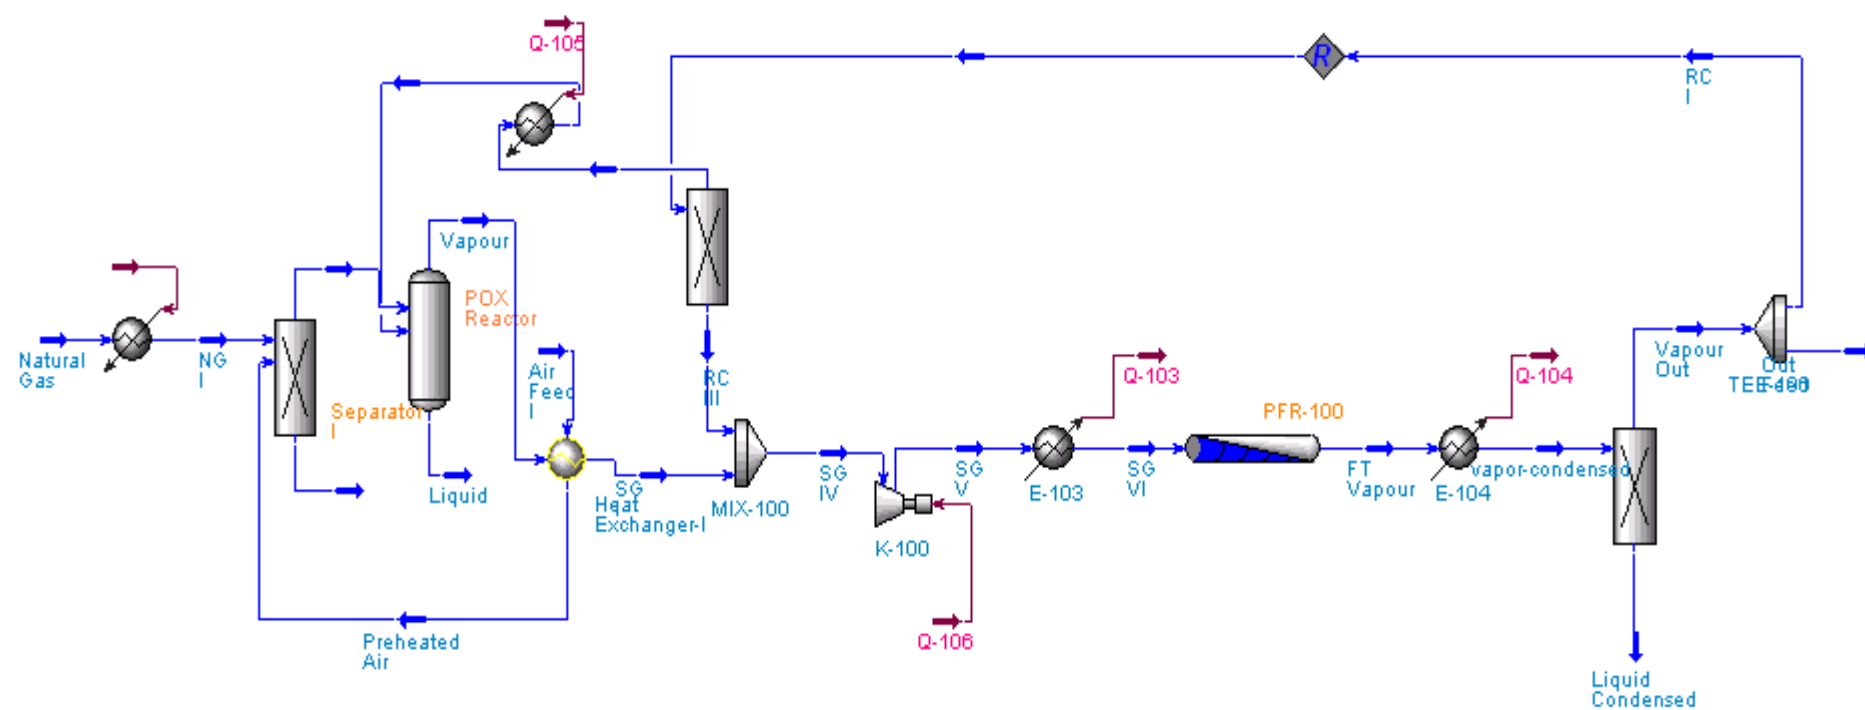 Q-105
R
RC
I
Vapour
POX
Reactor
Natural
Gas
NG
I
Separator
I
Air
Feed
I
RC
III
Liquid
SG
Heat
Exchanger-I
MIX-100
SG
IV
K-100
SG
V
Q-103
E-103
SG
VI
PFR-100
FT
Vapour
Q-104
E-104
vapor-condensed
Vapour
Out
Out
Preheated
Air
Q-106
Liquid
Condensed